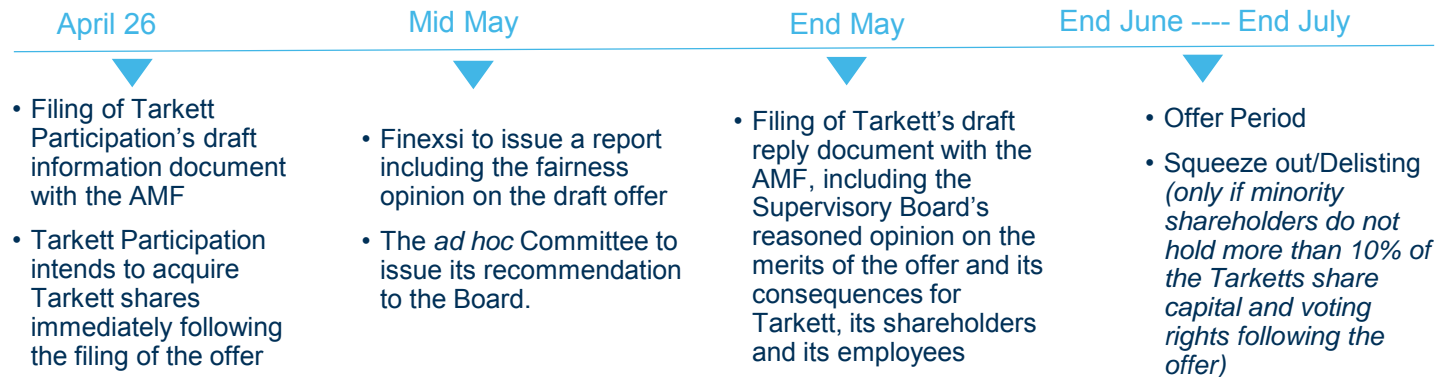 April 26
Mid May
End May
End June ---- End July
• Filing of Tarkett
Participation’s draft
information document
with the AMF
• Tarkett Participation
intends to acquire
Tarkett shares
immediately following
the filing of the offer
• Finexsi to issue a report
including the fairness
opinion on the draft offer
• The ad hoc Committee to
issue its recommendation
to the Board.
• Filing of Tarkett’s draft
reply document with the
AMF, including the
Supervisory Board’s
reasoned opinion on the
merits of the offer and its
consequences for
Tarkett, its shareholders
and its employees
• Offer Period
• Squeeze out/Delisting
(only if minority
shareholders do not
hold more than 10% of
the Tarketts share
capital and voting
rights following the
offer)